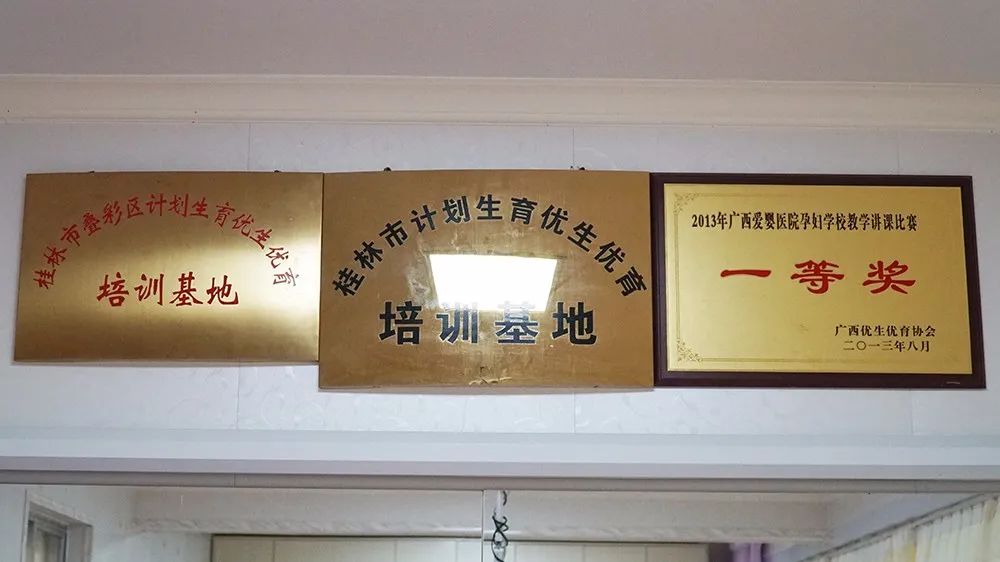 桂林市叠彩区计划生育优生优育
培训基地
桂林市计划生育优生优育
培训基地
2013年广西爱婴医院孕妇学校教学讲课比赛
一等奖
广西优生优育协会
二〇一三年八月